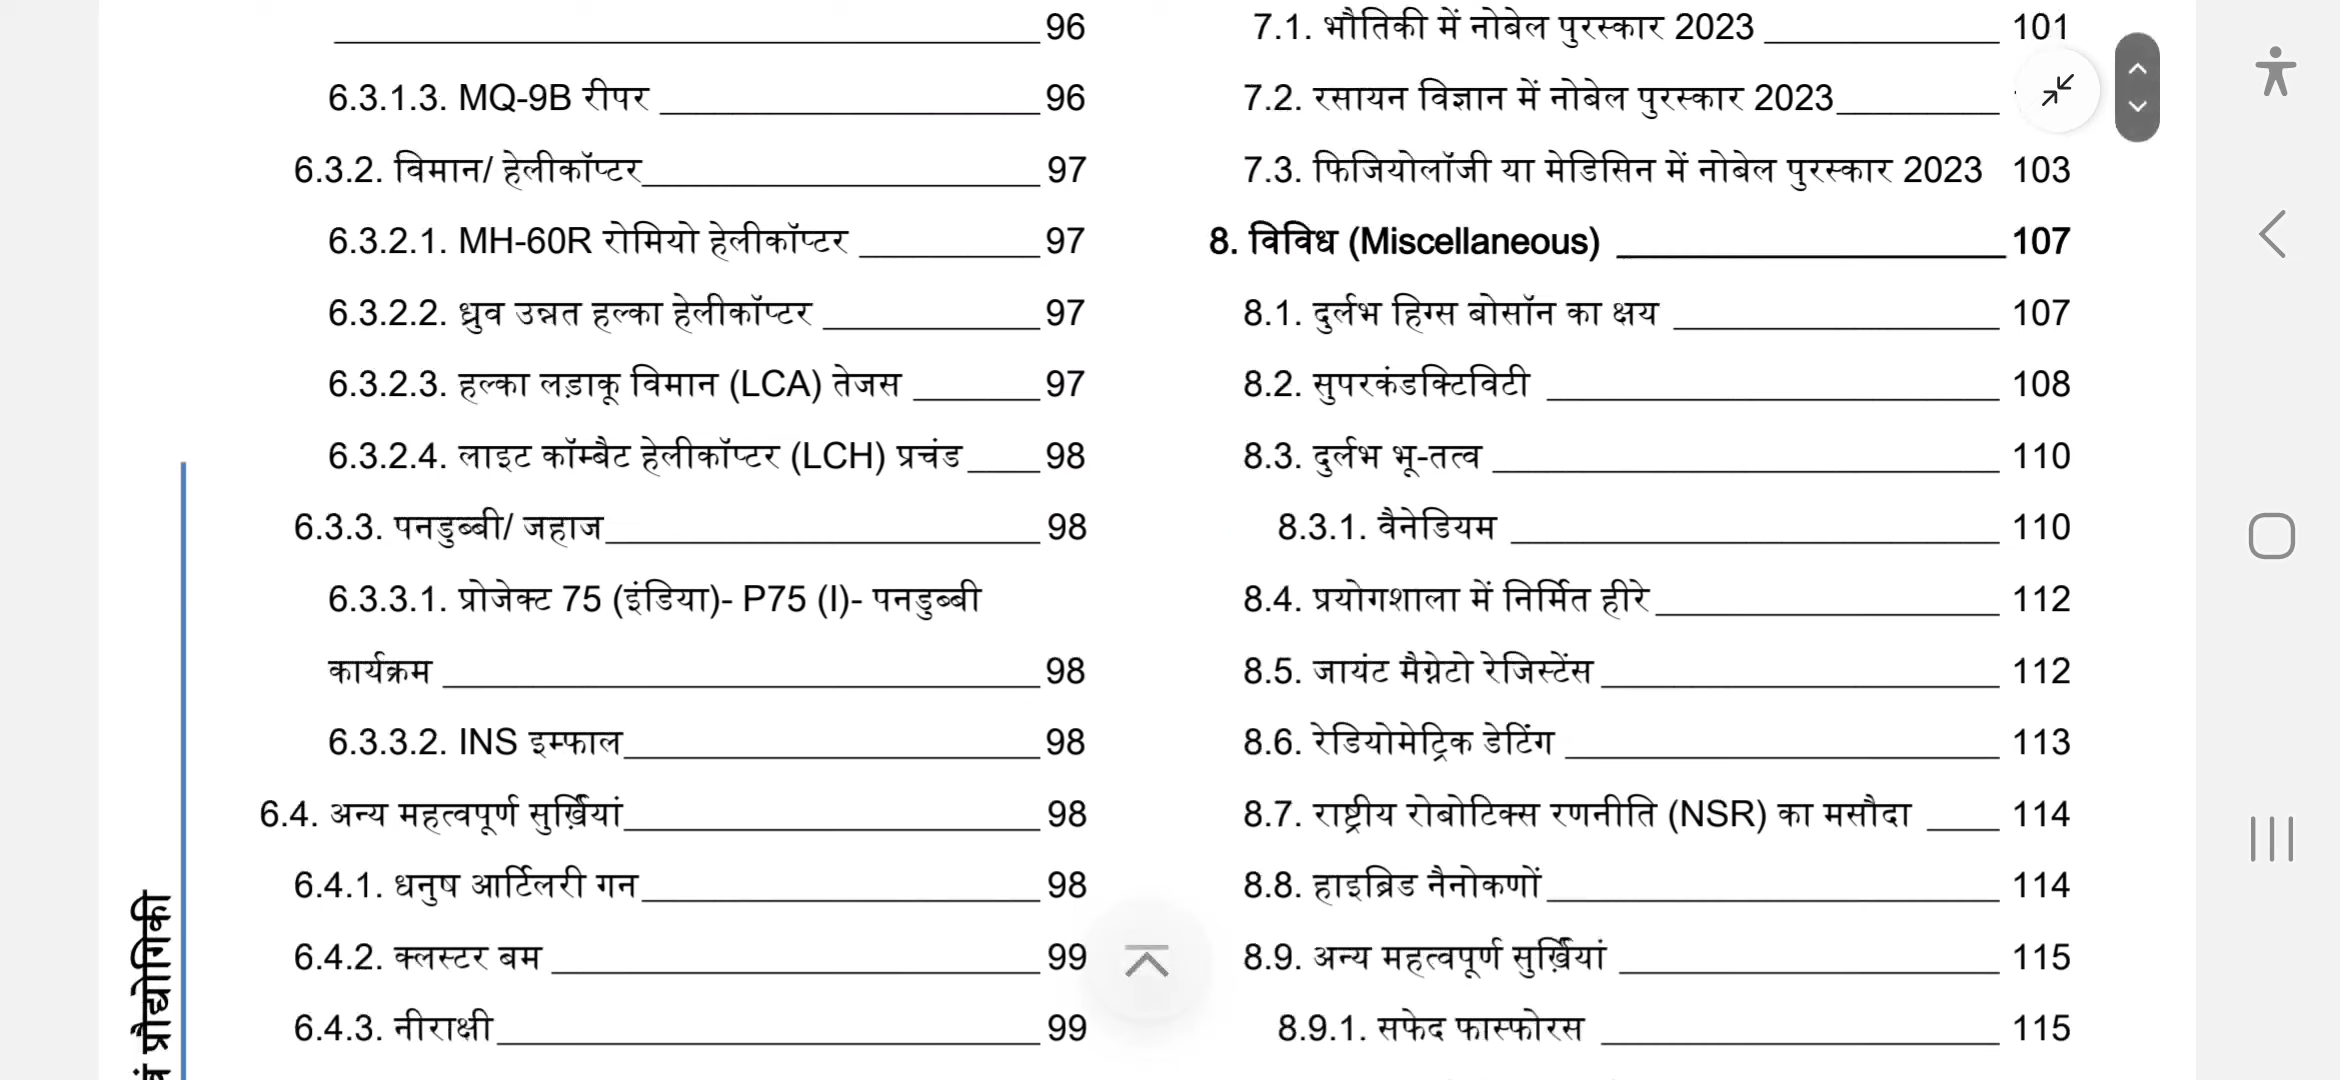 96
6.3.1.3. MQ-9B रीपर 96
6.3.2. विमान/ हेलीकॉप्टर 97
6.3.2.1. MH-60R रोमियो हेलीकॉप्टर 97
6.3.2.2. ध्रुव उन्नत हल्का हेलीकॉप्टर 97
6.3.2.3. हल्का लड़ाकू विमान (LCA) तेजस 97
6.3.2.4. लाइट कॉम्बैट हेलीकॉप्टर (LCH) प्रचंड 98
6.3.3. पनडुब्बी/ जहाज 98
6.3.3.1. प्रोजेक्ट 75 (इंडिया)- P75 (I)- पनडुब्बी
कार्यक्रम 98
6.3.3.2. INS इम्फाल 98
6.4. अन्य महत्वपूर्ण सुर्ख़ियां 98
6.4.1. धनुष आर्टिलरी गन 98
6.4.2. क्लस्टर बम 99
6.4.3. नीराक्षी 99
7.1. भौतिकी में नोबेल पुरस्कार 2023 101
7.2. रसायन विज्ञान में नोबेल पुरस्कार 2023
7.3. फिजियोलॉजी या मेडिसिन में नोबेल पुरस्कार 2023 103
8. विविध (Miscellaneous) 107
8.1. दुर्लभ हिग्स बोसॉन का क्षय 107
8.2. सुपरकंडक्टिविटी 108
8.3. दुर्लभ भू-तत्व 110
8.3.1. वैनेडियम 110
8.4. प्रयोगशाला में निर्मित हीरे 112
8.5. जायंट मैग्नेटो रेजिस्टेंस 112
8.6. रेडियोमेट्रिक डेटिंग 113
8.7. राष्ट्रीय रोबोटिक्स रणनीति (NSR) का मसौदा 114
8.8. हाइब्रिड नैनोकणों 114
8.9. अन्य महत्वपूर्ण सुर्ख़ियां 115
8.9.1. सफेद फास्फोरस 115
प्रौद्योगिकी